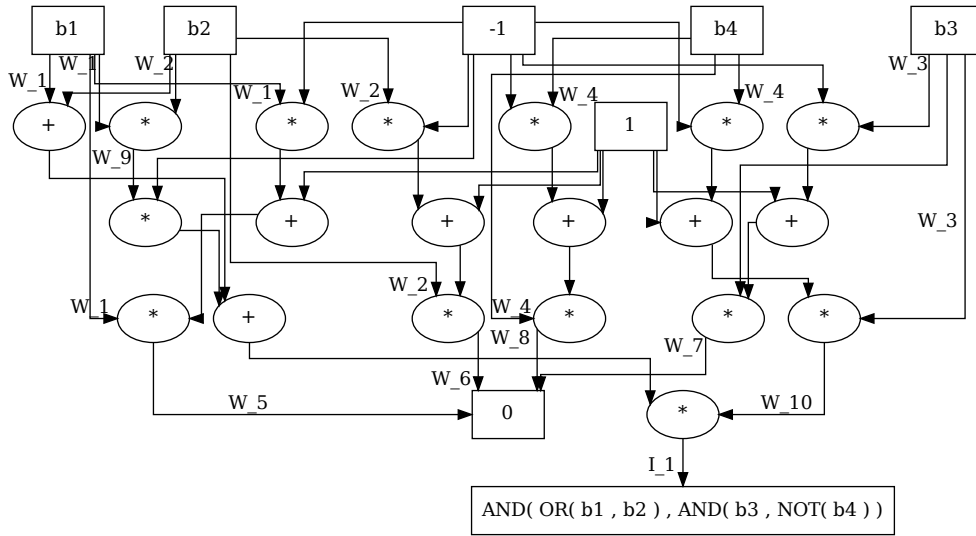 b1 b2 -1 b4 b3
W_1 W_1 W_2 W_3
W_1 W_1 W_2 W_4 W_4
+ * * * * 1 * *
W_9
* + + + + +
W_3
W_1 W_2 W_4
* + * * * *
W_8 W_7
W_6
W_5 0 * W_10
I_1
AND( OR( b1 , b2 ) , AND( b3 , NOT( b4 ) ) )